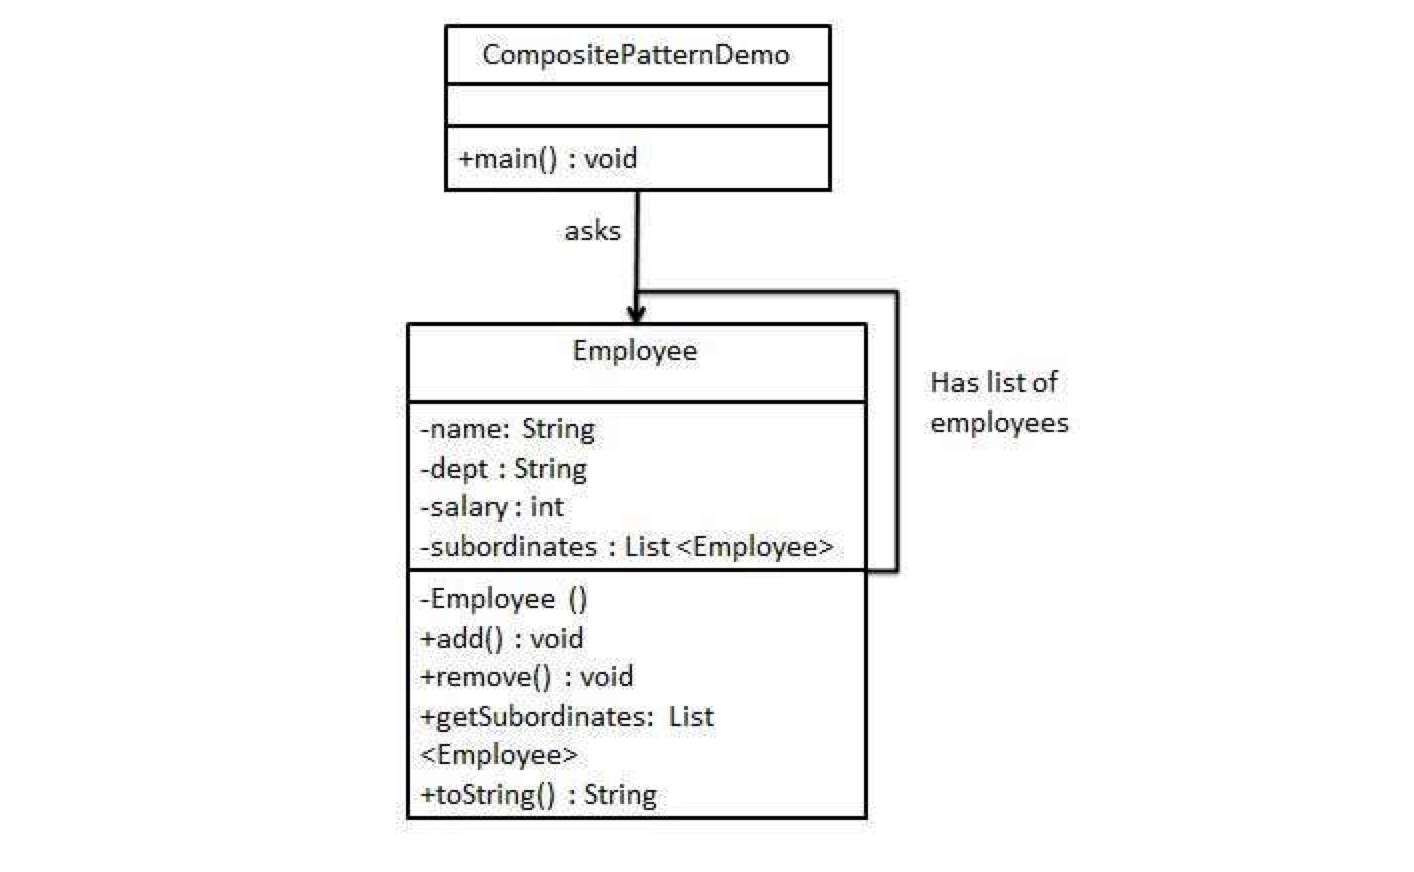 CompositePatternDemo
+main() : void
asks
Employee
Has list of
employees
-name: String
-dept : String
-salary : int
-subordinates : List <Employee>
-Employee ()
+add() : void
+remove() : void
+getSubordinates: List
<Employee>
+toString() : String